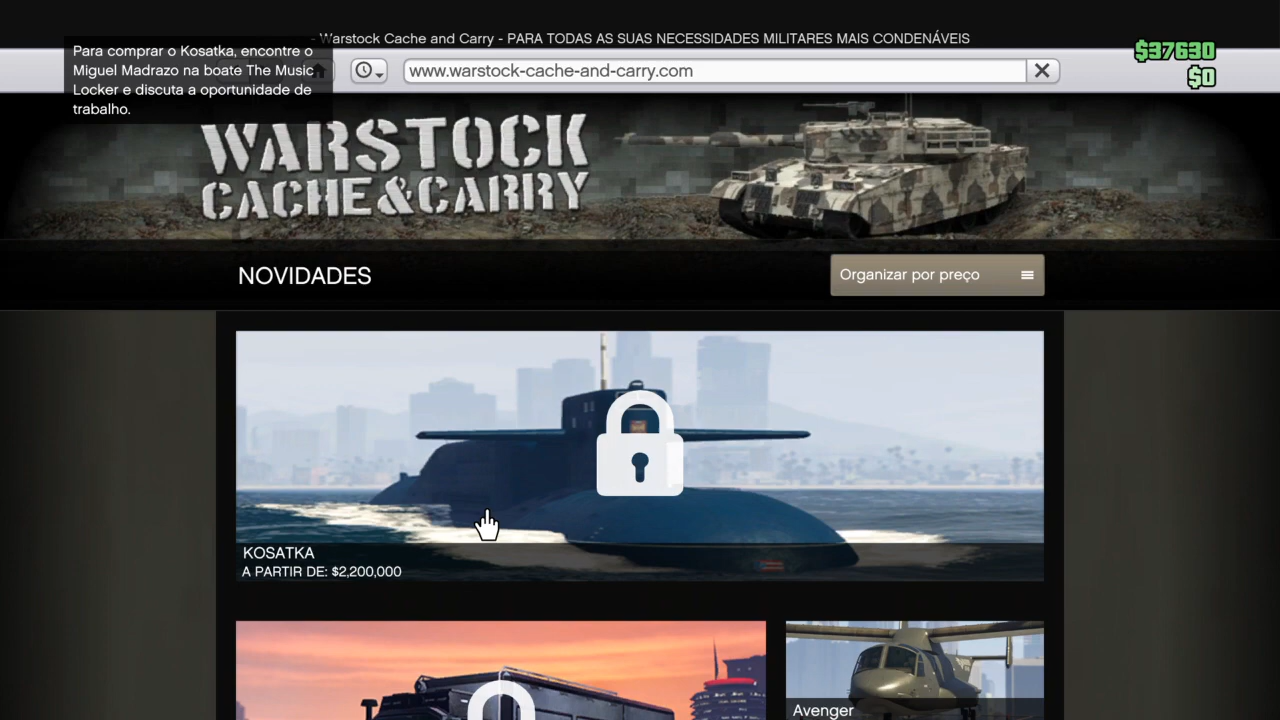 - Warstock Cache and Carry - PARA TODAS AS SUAS NECESSIDADES MILITARES MAIS CONDENÁVEIS
Para comprar o Kosatka, encontre o
Miguel Madrazo na boate The Music
Locker e discuta a oportunidade de
trabalho.
www.warstock-cache-and-carry.com
$37630
$0
WARSTOCK
CACHE&CARRY
NOVIDADES
Organizar por preço
KOSATKA
A PARTIR DE: $2,200,000
Avenger